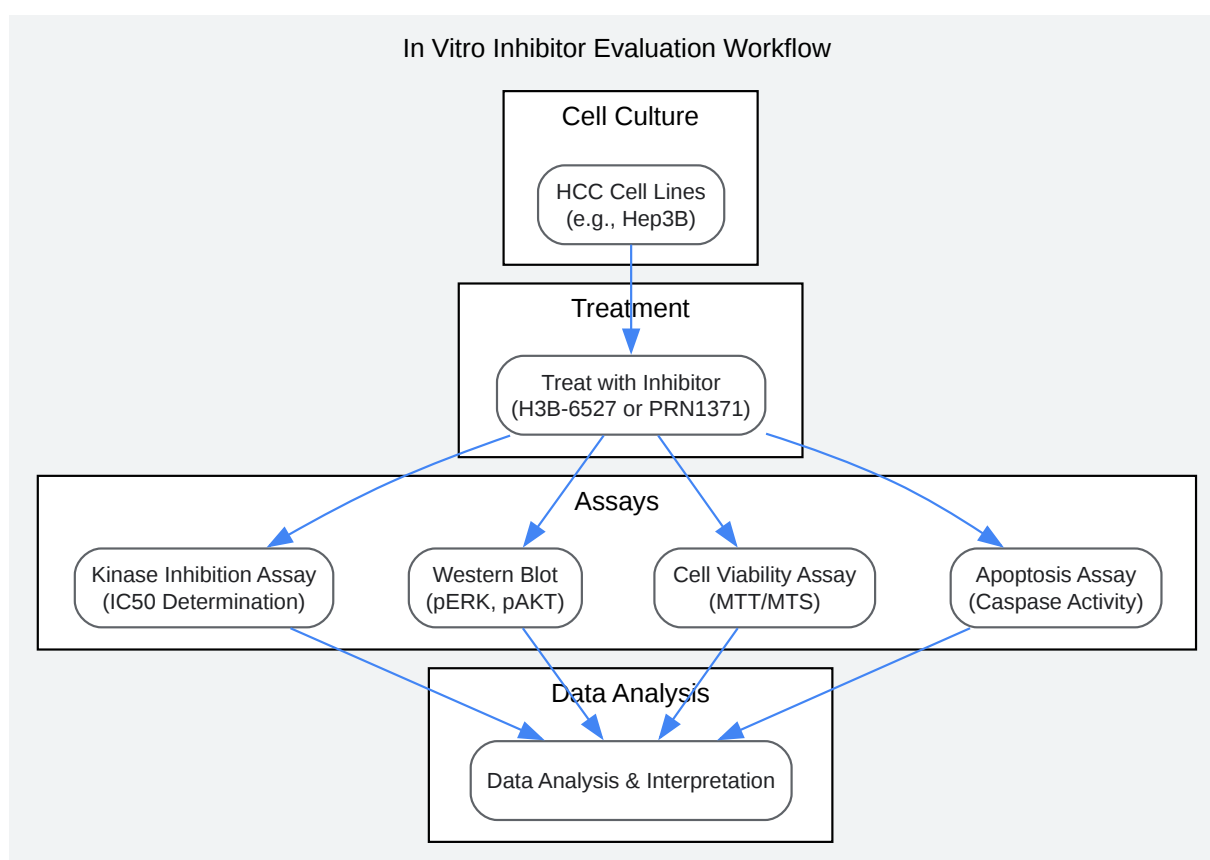 In Vitro Inhibitor Evaluation Workflow
Cell Culture
HCC Cell Lines
(e.g., Hep3B)
Treatment
Treat with Inhibitor
(H3B-6527 or PRN1371)
Assays
Kinase Inhibition Assay
(IC50 Determination)
Western Blot
(pERK, pAKT)
Cell Viability Assay
(MTT/MTS)
Apoptosis Assay
(Caspase Activity)
Data Analysis
Data Analysis & Interpretation